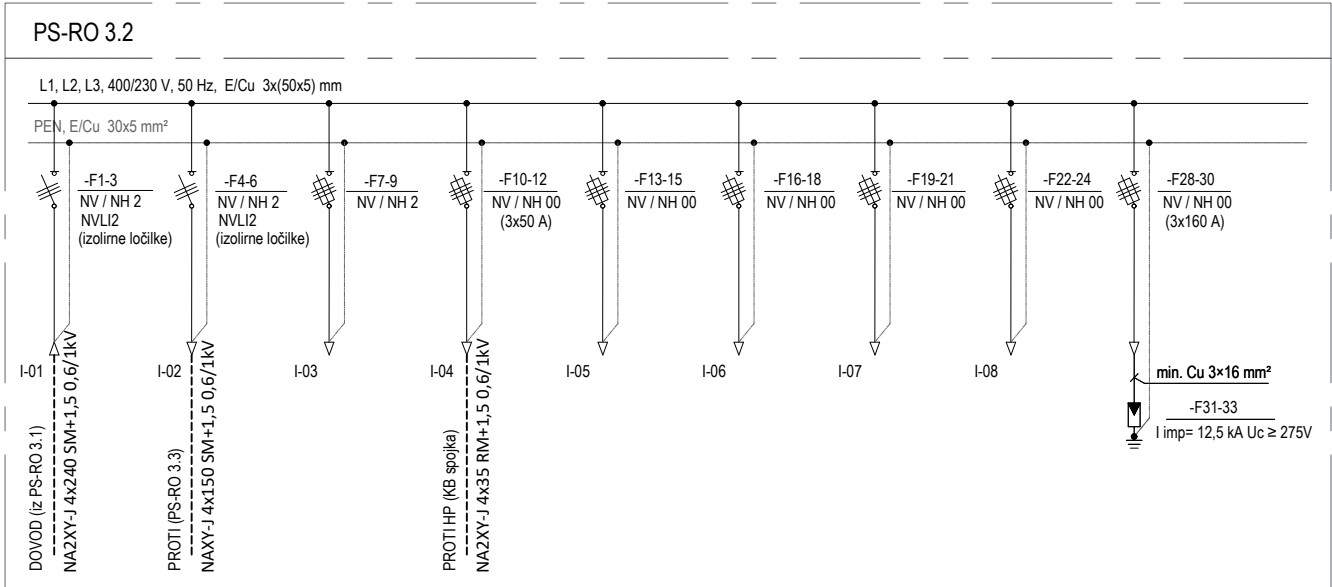 PS-RO 3.2
L1, L2, L3, 400/230 V, 50 Hz, E/Cu 3x(50x5) mm
PEN, E/Cu 30x5 mm²
-F1-3
NV / NH 2
NVLI2
(izolirne ločilke)
-F4-6
NV / NH 2
NVLI2
(izolirne ločilke)
-F7-9
NV / NH 2
-F10-12
NV / NH 00
(3x50 A)
-F13-15
NV / NH 00
-F16-18
NV / NH 00
-F19-21
NV / NH 00
-F22-24
NV / NH 00
-F28-30
NV / NH 00
(3x160 A)
I-01
I-02
I-03
I-04
I-05
I-06
I-07
I-08
min. Cu 3×16 mm²
-F31-33
I imp= 12,5 kA Uc ≥ 275V
DOVOD (iz PS-RO 3.1)
NA2XY-J 4x240 SM+1,5 0,6/1kV
PROTI (PS-RO 3.3)
NAXY-J 4x150 SM+1,5 0,6/1kV
PROTI HP (KB spojka)
NA2XY-J 4x35 RM+1,5 0,6/1kV